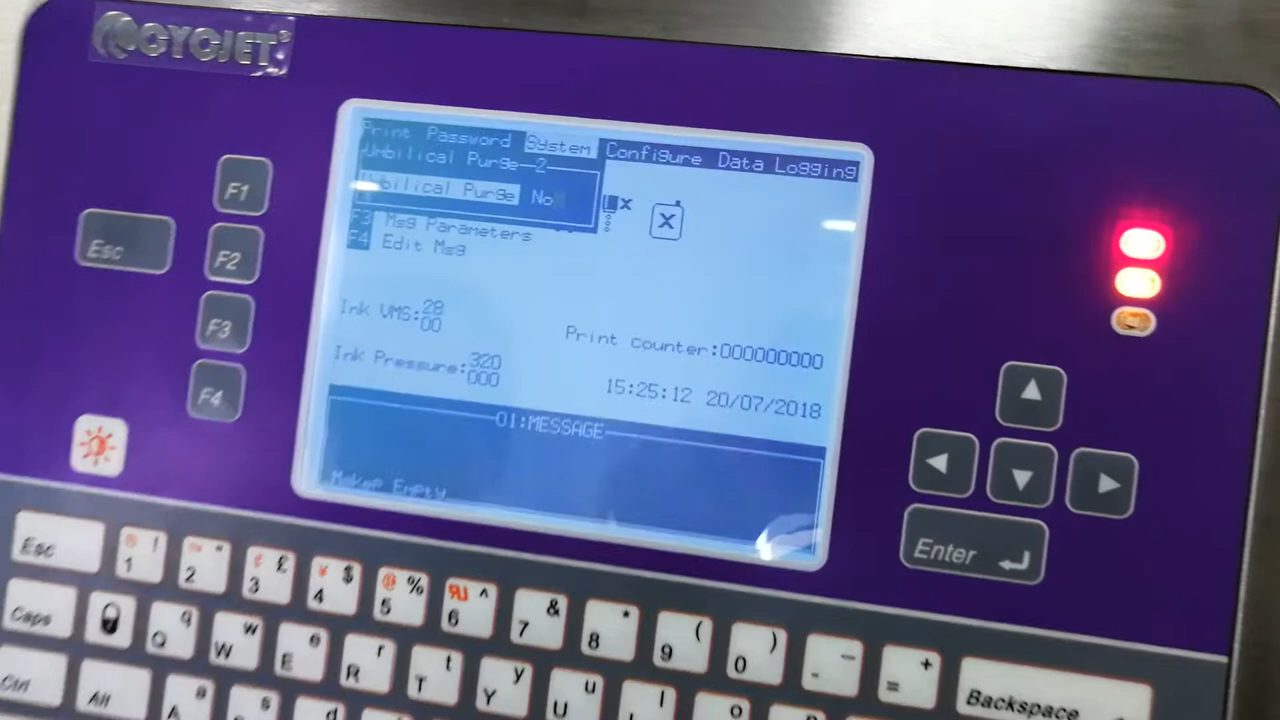 CYCJET
Print Password System Configure Data Logging
Umbilical Purge-2
Umbilical Purge No
F3 Msg Parameters
F4 Edit Msg
Ink VMS:28
00
Print counter:000000000
Ink Pressure:320
000
15:25:12 20/07/2018
01:MESSAGE
Makeup Empty
F1
F2
F3
F4
Esc
Enter
Esc ! 1 " 2 £ 3 $ 4 @ % 5 ^ 6 & 7 * 8 ( 9 ) 0 _ - + = Backspace
Caps q Q w W e E r R t T y Y u U
Ctrl Alt a A s d